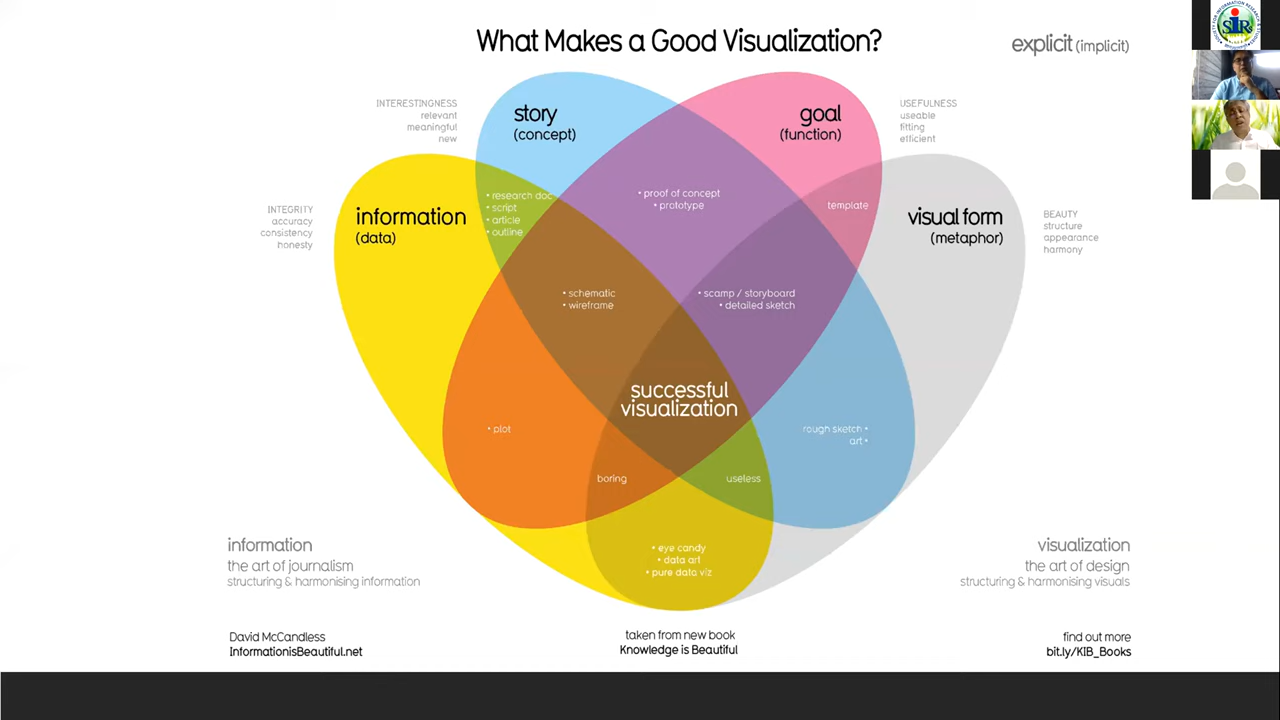 What Makes a Good Visualization?
explicit (implicit)
INTERESTINGNESS
relevant
meaningful
new
story
(concept)
goal
(function)
USEFULNESS
useable
fitting
efficient
INTEGRITY
accuracy
consistency
honesty
information
(data)
• research doc
• script
• article
• outline
• proof of concept
• prototype
template
visual form
(metaphor)
BEAUTY
structure
appearance
harmony
• schematic
• wireframe
• scamp / storyboard
• detailed sketch
successful
visualization
• plot
rough sketch •
art •
boring
useless
• eye candy
• data art
• pure data viz
information
the art of journalism
structuring & harmonising information
visualization
the art of design
structuring & harmonising visuals
David McCandless
InformationisBeautiful.net
taken from new book
Knowledge is Beautiful
find out more
bit.ly/KIB_Books